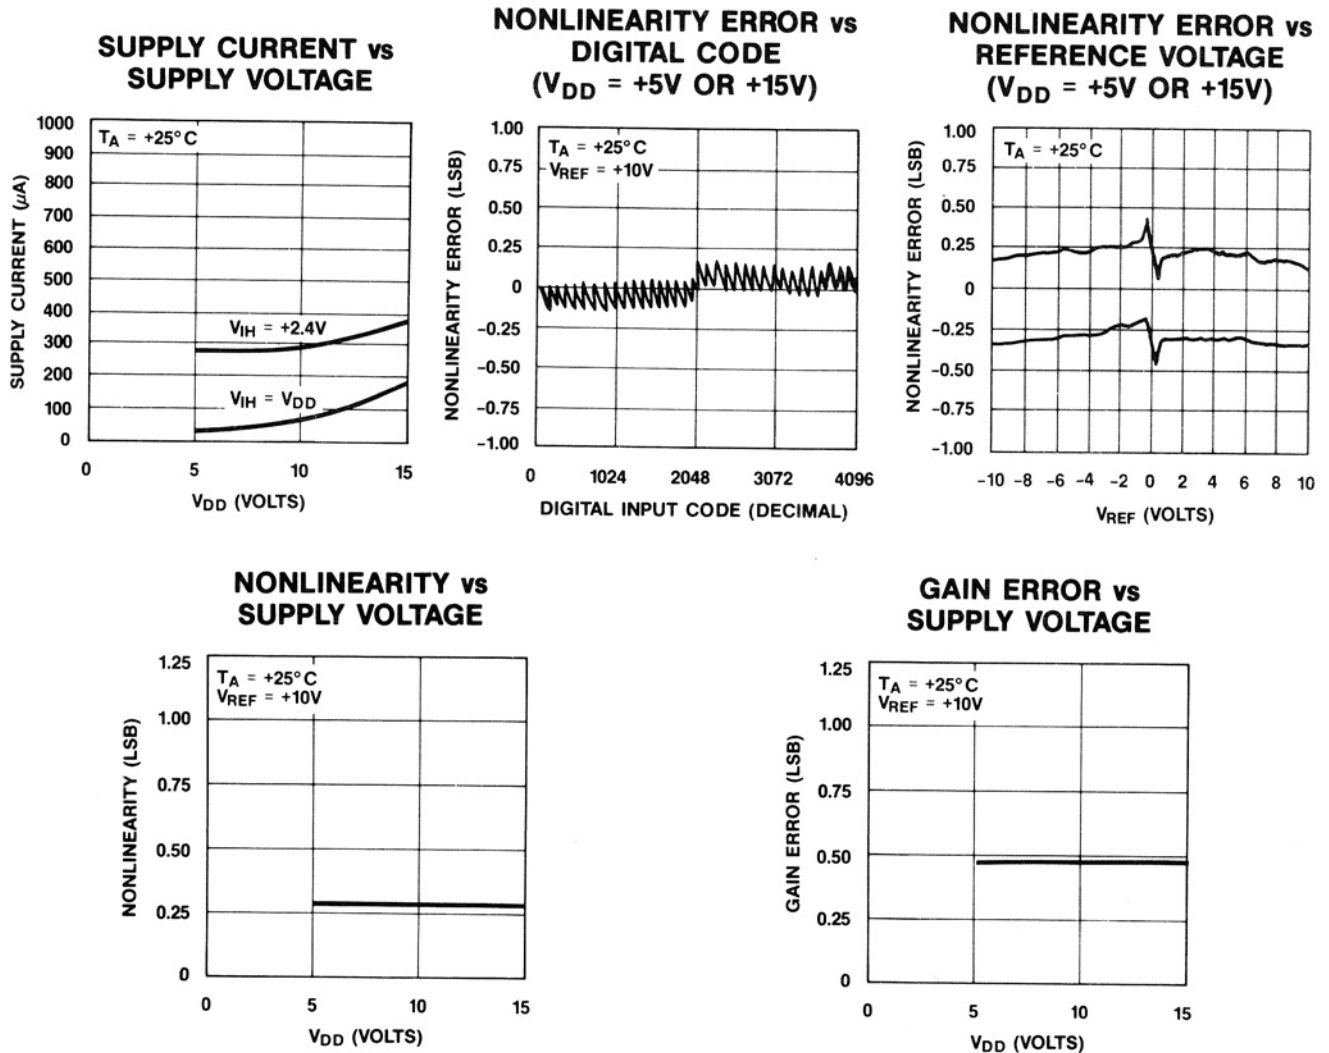 SUPPLY CURRENT vs
SUPPLY VOLTAGE
1000
900
800
700
600
500
400
300
200
100
0
SUPPLY CURRENT (μA)
TA = +25°C
VIH = +2.4V
VIH = VDD
0 5 10 15
VDD (VOLTS)
NONLINEARITY ERROR vs
DIGITAL CODE
(VDD = +5V OR +15V)
1.00
0.75
0.50
0.25
0
−0.25
−0.50
−0.75
−1.00
NONLINEARITY ERROR (LSB)
TA = +25°C
VREF = +10V
0 1024 2048 3072 4096
DIGITAL INPUT CODE (DECIMAL)
NONLINEARITY ERROR vs
REFERENCE VOLTAGE
(VDD = +5V OR +15V)
1.00
0.75
0.50
0.25
0
−0.25
−0.50
−0.75
−1.00
NONLINEARITY ERROR (LSB)
TA = +25°C
−10 −8 −6 −4 −2 0 2 4 6 8 10
VREF (VOLTS)
NONLINEARITY vs
SUPPLY VOLTAGE
1.25
1.00
0.75
0.50
0.25
0
NONLINEARITY (LSB)
TA = +25°C
VREF = +10V
0 5 10 15
VDD (VOLTS)
GAIN ERROR vs
SUPPLY VOLTAGE
1.25
1.00
0.75
0.50
0.25
0
GAIN ERROR (LSB)
TA = +25°C
VREF = +10V
0 5 10 15
VDD (VOLTS)